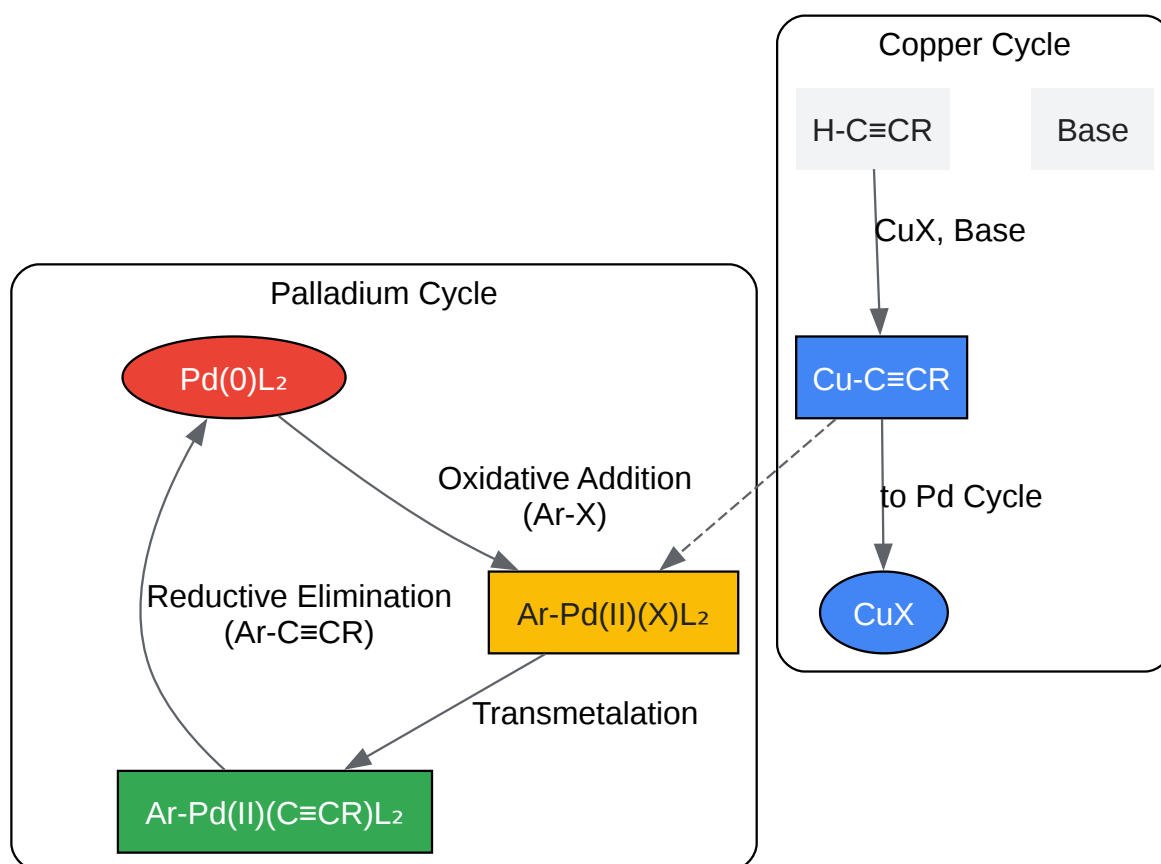 Copper Cycle
H-C≡CR
Base
CuX, Base
Palladium Cycle
Pd(0)L₂
Cu-C≡CR
Oxidative Addition
(Ar-X)
to Pd Cycle
Reductive Elimination
(Ar-C≡CR)
Ar-Pd(II)(X)L₂
CuX
Transmetalation
Ar-Pd(II)(C≡CR)L₂